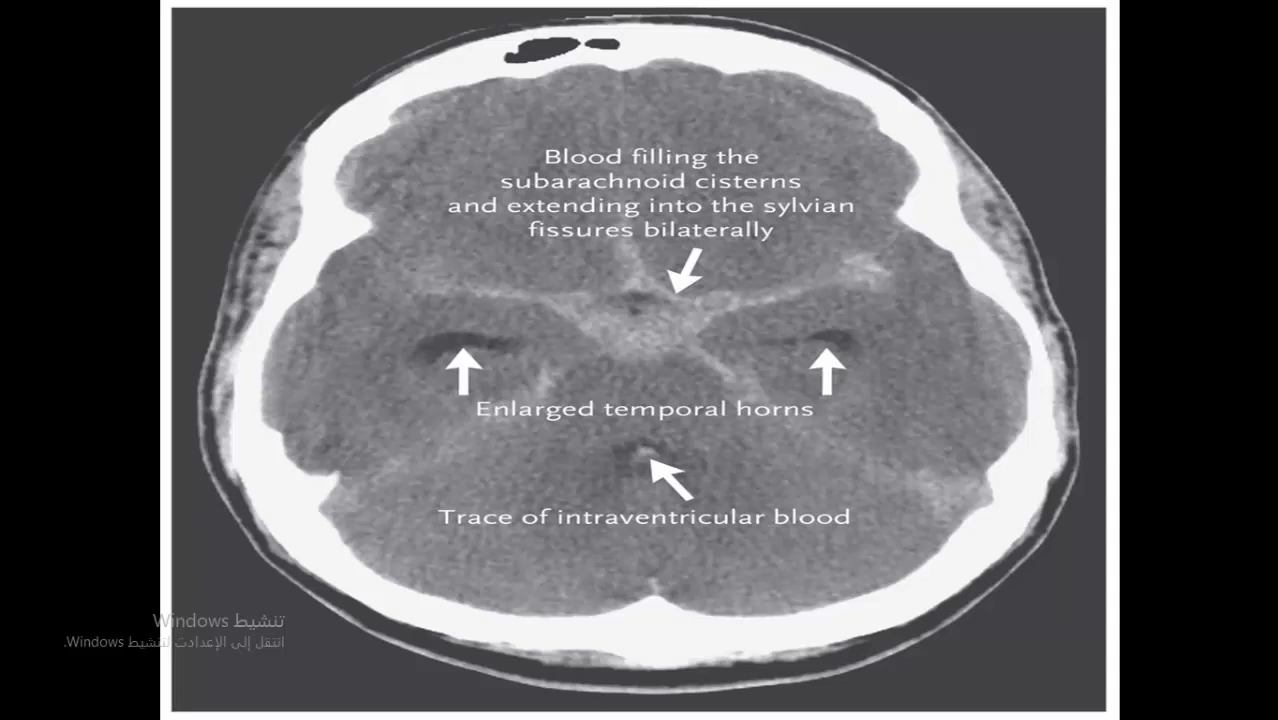 Blood filling the
subarachnoid cisterns
and extending into the sylvian
fissures bilaterally
Enlarged temporal horns
Trace of intraventricular blood
تنشيط Windows
انتقل إلى الإعدادت لتنشيط Windows.